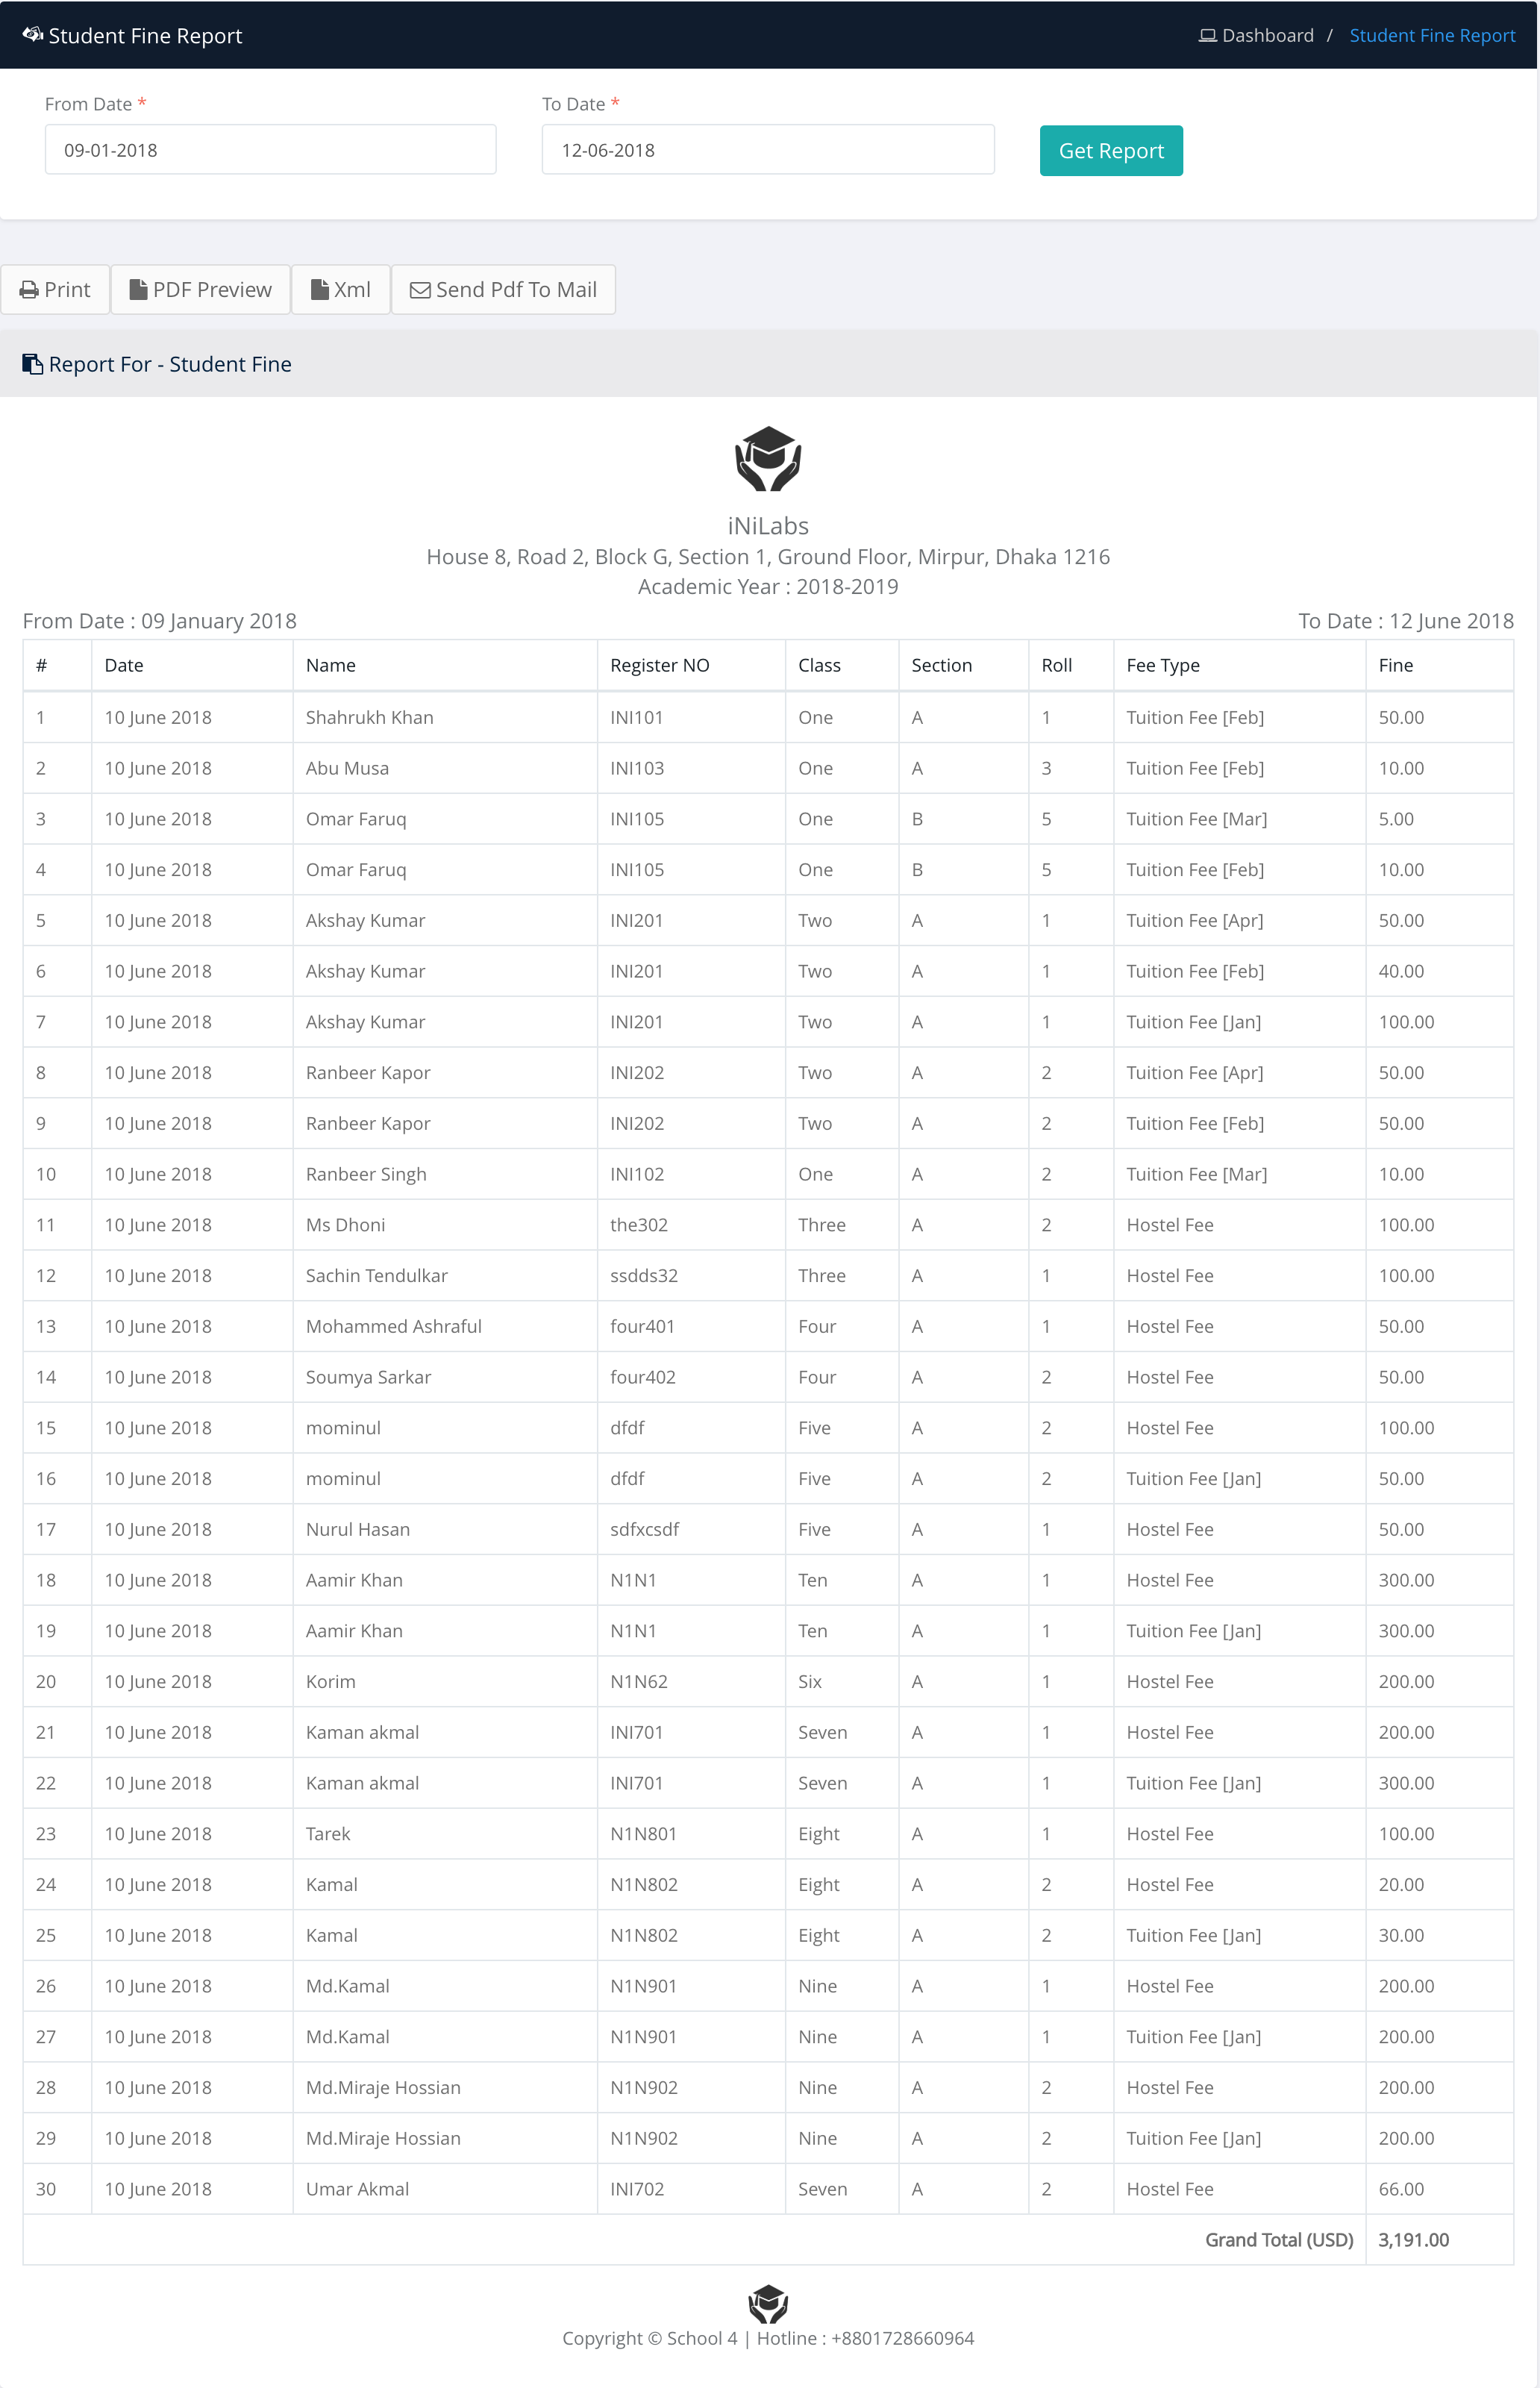 Student Fine Report
Dashboard / Student Fine Report
From Date * To Date *
09-01-2018 12-06-2018 Get Report
Print PDF Preview Xml Send Pdf To Mail
Report For - Student Fine
iNiLabs
House 8, Road 2, Block G, Section 1, Ground Floor, Mirpur, Dhaka 1216
Academic Year : 2018-2019
From Date : 09 January 2018 To Date : 12 June 2018
# Date Name Register NO Class Section Roll Fee Type Fine
1 10 June 2018 Shahrukh Khan INI101 One A 1 Tuition Fee [Feb] 50.00
2 10 June 2018 Abu Musa INI103 One A 3 Tuition Fee [Feb] 10.00
3 10 June 2018 Omar Faruq INI105 One B 5 Tuition Fee [Mar] 5.00
4 10 June 2018 Omar Faruq INI105 One B 5 Tuition Fee [Feb] 10.00
5 10 June 2018 Akshay Kumar INI201 Two A 1 Tuition Fee [Apr] 50.00
6 10 June 2018 Akshay Kumar INI201 Two A 1 Tuition Fee [Feb] 40.00
7 10 June 2018 Akshay Kumar INI201 Two A 1 Tuition Fee [Jan] 100.00
8 10 June 2018 Ranbeer Kapor INI202 Two A 2 Tuition Fee [Apr] 50.00
9 10 June 2018 Ranbeer Kapor INI202 Two A 2 Tuition Fee [Feb] 50.00
10 10 June 2018 Ranbeer Singh INI102 One A 2 Tuition Fee [Mar] 10.00
11 10 June 2018 Ms Dhoni the302 Three A 2 Hostel Fee 100.00
12 10 June 2018 Sachin Tendulkar ssdds32 Three A 1 Hostel Fee 100.00
13 10 June 2018 Mohammed Ashraful four401 Four A 1 Hostel Fee 50.00
14 10 June 2018 Soumya Sarkar four402 Four A 2 Hostel Fee 50.00
15 10 June 2018 mominul dfdf Five A 2 Hostel Fee 100.00
16 10 June 2018 mominul dfdf Five A 2 Tuition Fee [Jan] 50.00
17 10 June 2018 Nurul Hasan sdfxcsdf Five A 1 Hostel Fee 50.00
18 10 June 2018 Aamir Khan N1N1 Ten A 1 Hostel Fee 300.00
19 10 June 2018 Aamir Khan N1N1 Ten A 1 Tuition Fee [Jan] 300.00
20 10 June 2018 Korim N1N62 Six A 1 Hostel Fee 200.00
21 10 June 2018 Kaman akmal INI701 Seven A 1 Hostel Fee 200.00
22 10 June 2018 Kaman akmal INI701 Seven A 1 Tuition Fee [Jan] 300.00
23 10 June 2018 Tarek N1N801 Eight A 1 Hostel Fee 100.00
24 10 June 2018 Kamal N1N802 Eight A 2 Hostel Fee 20.00
25 10 June 2018 Kamal N1N802 Eight A 2 Tuition Fee [Jan] 30.00
26 10 June 2018 Md.Kamal N1N901 Nine A 1 Hostel Fee 200.00
27 10 June 2018 Md.Kamal N1N901 Nine A 1 Tuition Fee [Jan] 200.00
28 10 June 2018 Md.Miraje Hossian N1N902 Nine A 2 Hostel Fee 200.00
29 10 June 2018 Md.Miraje Hossian N1N902 Nine A 2 Tuition Fee [Jan] 200.00
30 10 June 2018 Umar Akmal INI702 Seven A 2 Hostel Fee 66.00
Grand Total (USD) 3,191.00
Copyright © School 4 | Hotline : +8801728660964